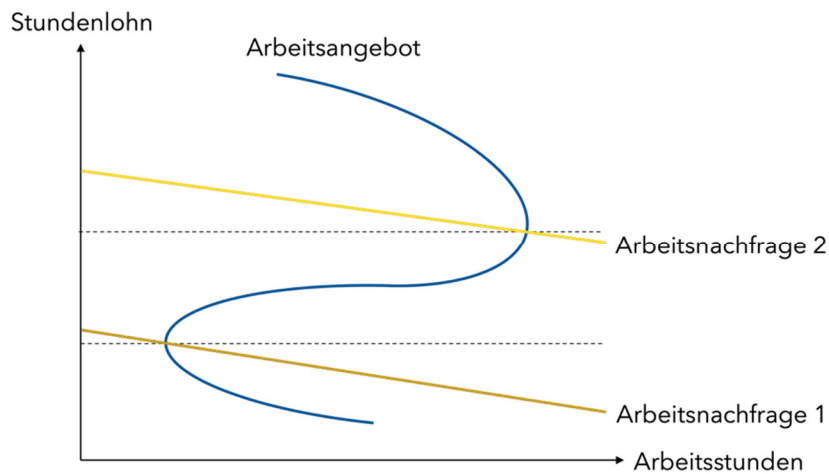 Stundenlohn
Arbeitsangebot
Arbeitsnachfrage 2
Arbeitsnachfrage 1
Arbeitsstunden